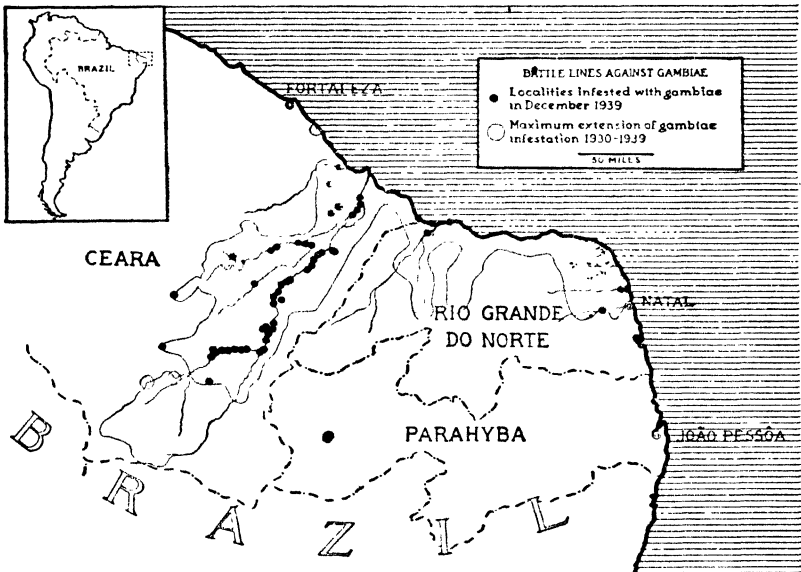 BRAZIL
BATTLE LINES AGAINST GAMBIAE
Localities Infested with gambiae
in December 1939
Maximum extension of gambiae
infestation 1930-1939
50 MILES
FORTALEZA
CEARA
RIO GRANDE
DO NORTE
NATAL
PARAHYBA
JOÃO PESSÔA
BRAZIL